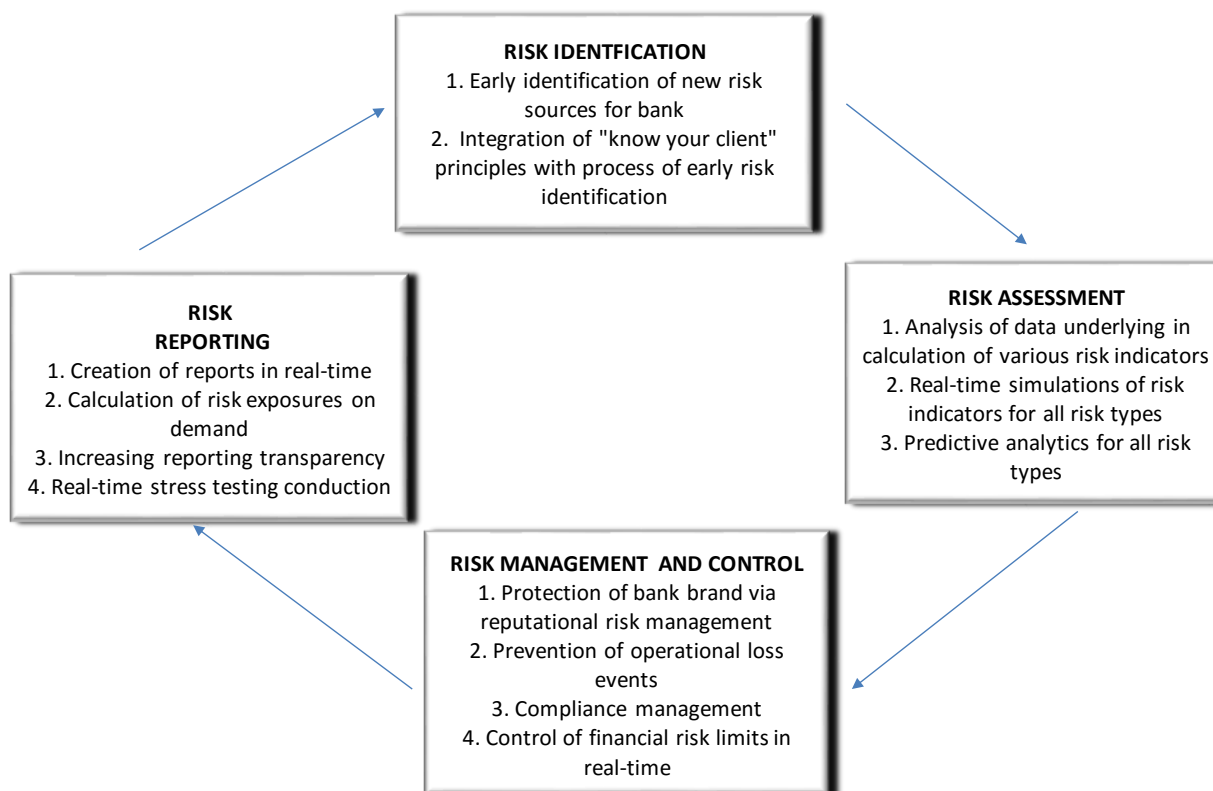 RISK IDENTFICATION
1. Early identification of new risk
sources for bank
2. Integration of "know your client"
principles with process of early risk
identification
RISK
REPORTING
1. Creation of reports in real-time
2. Calculation of risk exposures on
demand
3. Increasing reporting transparency
4. Real-time stress testing conduction
RISK ASSESSMENT
1. Analysis of data underlying in
calculation of various risk indicators
2. Real-time simulations of risk
indicators for all risk types
3. Predictive analytics for all risk
types
RISK MANAGEMENT AND CONTROL
1. Protection of bank brand via
reputational risk management
2. Prevention of operational loss
events
3. Compliance management
4. Control of financial risk limits in
real-time